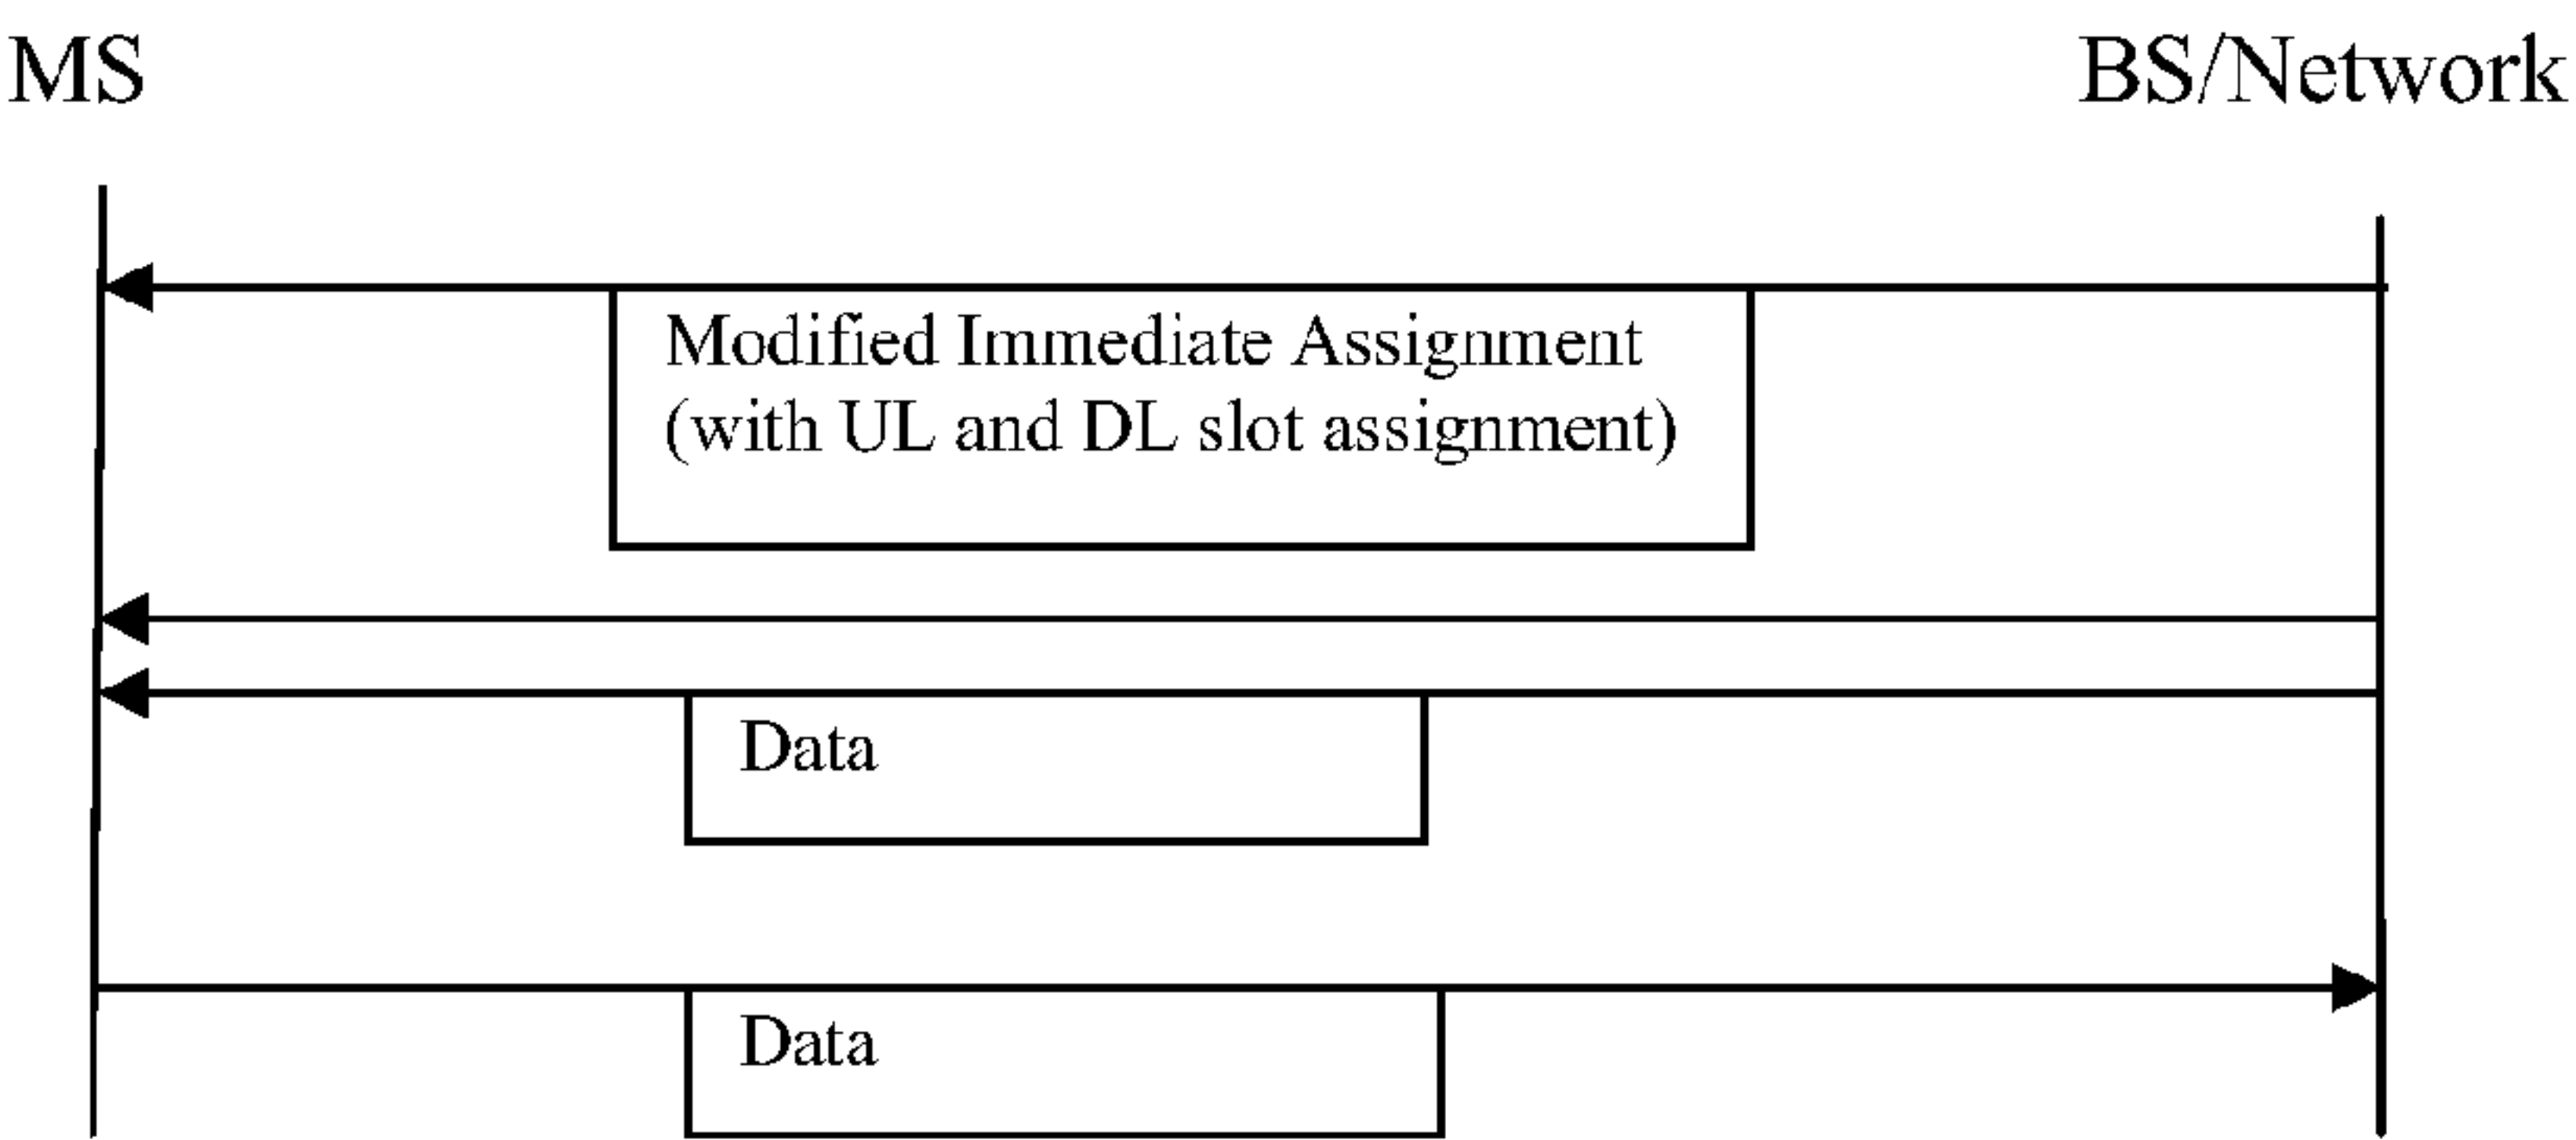 MS
BS/Network
Modified Immediate Assignment
(with UL and DL slot assignment)
Data
Data